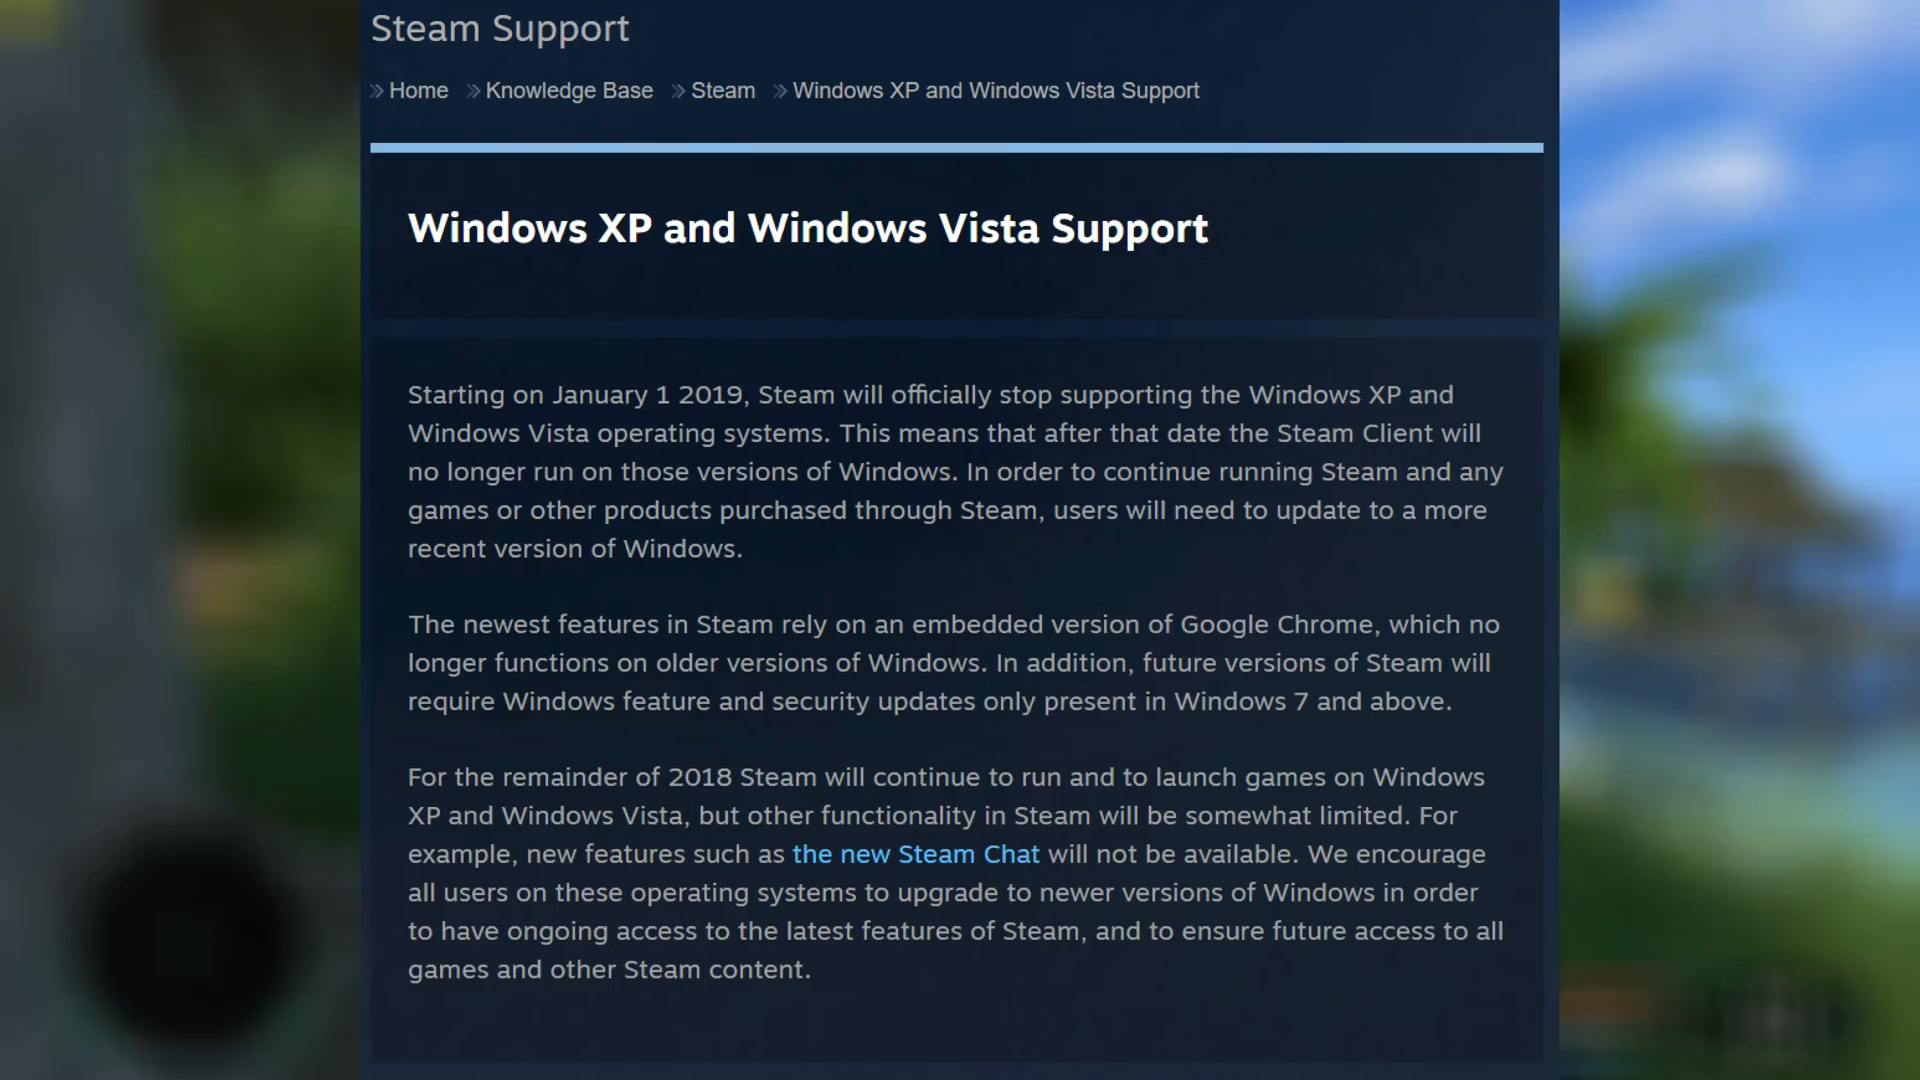 Steam Support
» Home » Knowledge Base » Steam » Windows XP and Windows Vista Support
Windows XP and Windows Vista Support
Starting on January 1 2019, Steam will officially stop supporting the Windows XP and
Windows Vista operating systems. This means that after that date the Steam Client will
no longer run on those versions of Windows. In order to continue running Steam and any
games or other products purchased through Steam, users will need to update to a more
recent version of Windows.
The newest features in Steam rely on an embedded version of Google Chrome, which no
longer functions on older versions of Windows. In addition, future versions of Steam will
require Windows feature and security updates only present in Windows 7 and above.
For the remainder of 2018 Steam will continue to run and to launch games on Windows
XP and Windows Vista, but other functionality in Steam will be somewhat limited. For
example, new features such as the new Steam Chat will not be available. We encourage
all users on these operating systems to upgrade to newer versions of Windows in order
to have ongoing access to the latest features of Steam, and to ensure future access to all
games and other Steam content.